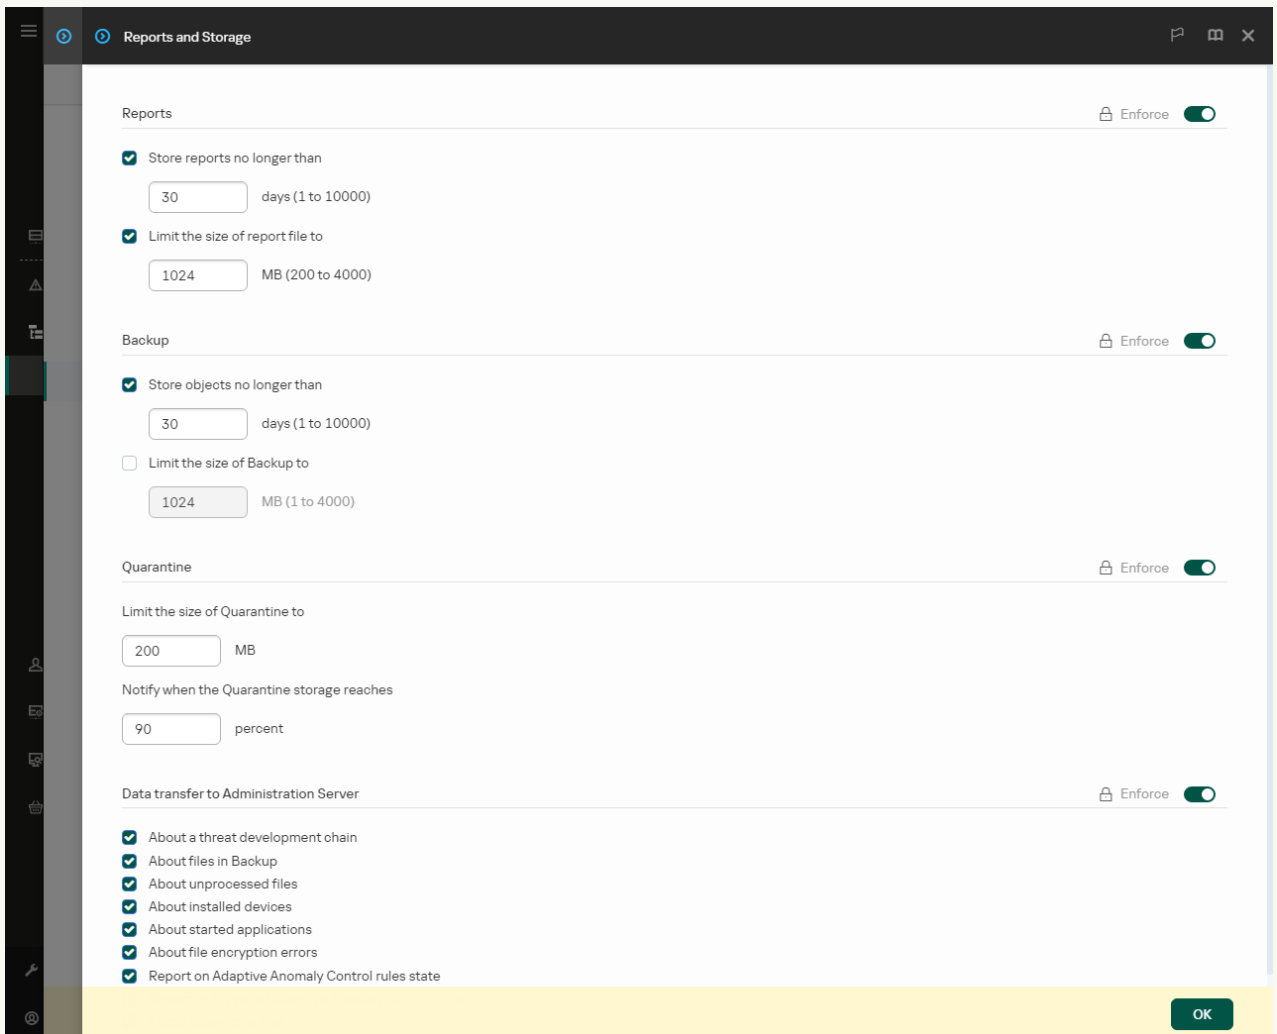 Reports and Storage
Reports
Enforce
Store reports no longer than
30 days (1 to 10000)
Limit the size of report file to
1024 MB (200 to 4000)
Backup
Enforce
Store objects no longer than
30 days (1 to 10000)
Limit the size of Backup to
1024 MB (1 to 4000)
Quarantine
Enforce
Limit the size of Quarantine to
200 MB
Notify when the Quarantine storage reaches
90 percent
Data transfer to Administration Server
Enforce
About a threat development chain
About files in Backup
About unprocessed files
About installed devices
About started applications
About file encryption errors
Report on Adaptive Anomaly Control rules state
OK